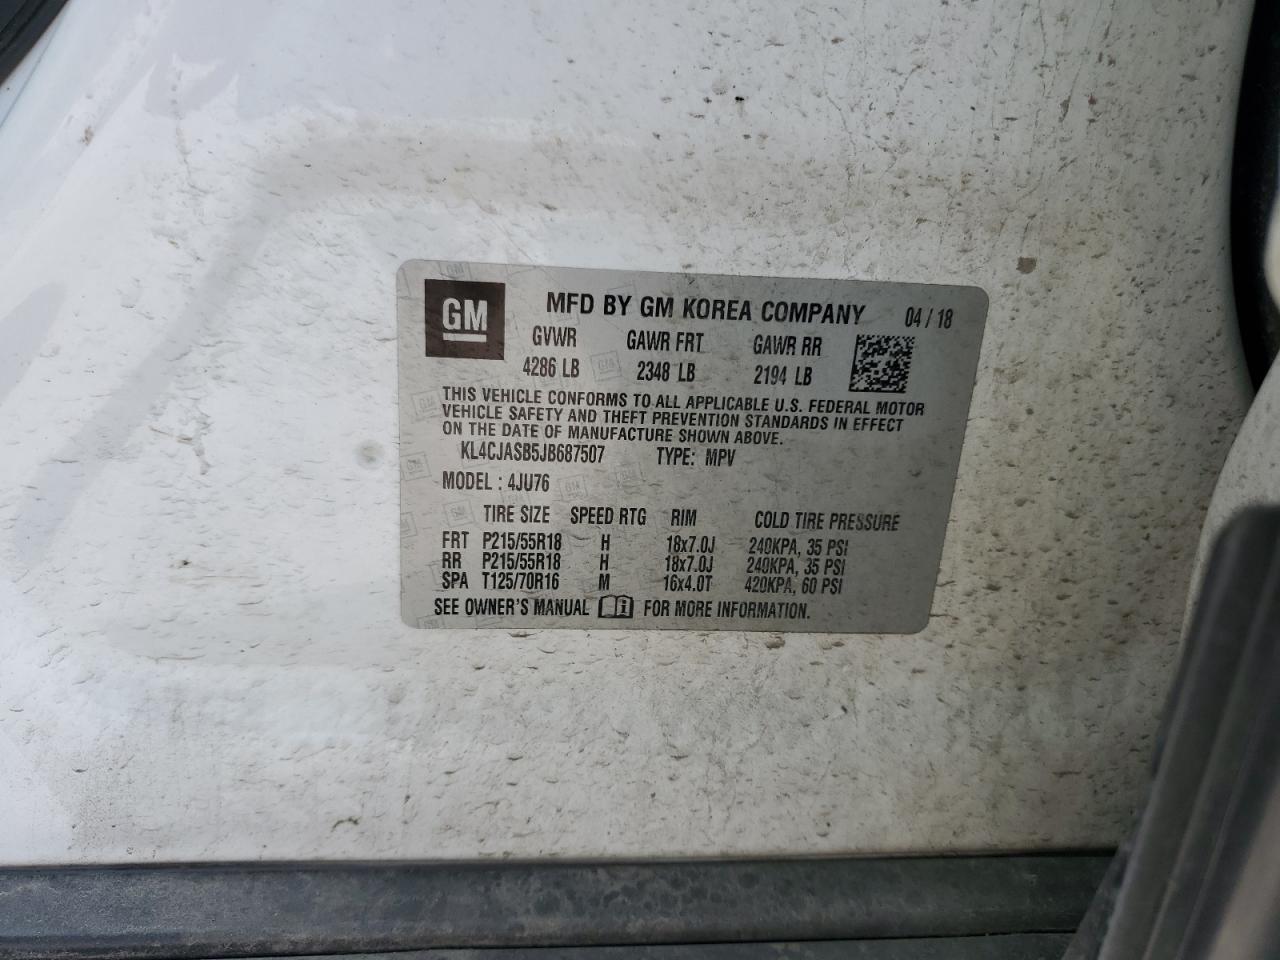 GM MFD BY GM KOREA COMPANY 04 / 18
GVWR GAWR FRT GAWR RR
4286 LB 2348 LB 2194 LB
THIS VEHICLE CONFORMS TO ALL APPLICABLE U.S. FEDERAL MOTOR
VEHICLE SAFETY AND THEFT PREVENTION STANDARDS IN EFFECT
ON THE DATE OF MANUFACTURE SHOWN ABOVE.
KL4CJASB5JB687507 TYPE: MPV
MODEL : 4JU76
TIRE SIZE SPEED RTG RIM COLD TIRE PRESSURE
FRT P215/55R18 H 18x7.0J 240KPA, 35 PSI
RR P215/55R18 H 18x7.0J 240KPA, 35 PSI
SPA T125/70R16 M 16x4.0T 420KPA, 60 PSI
SEE OWNER'S MANUAL i FOR MORE INFORMATION.